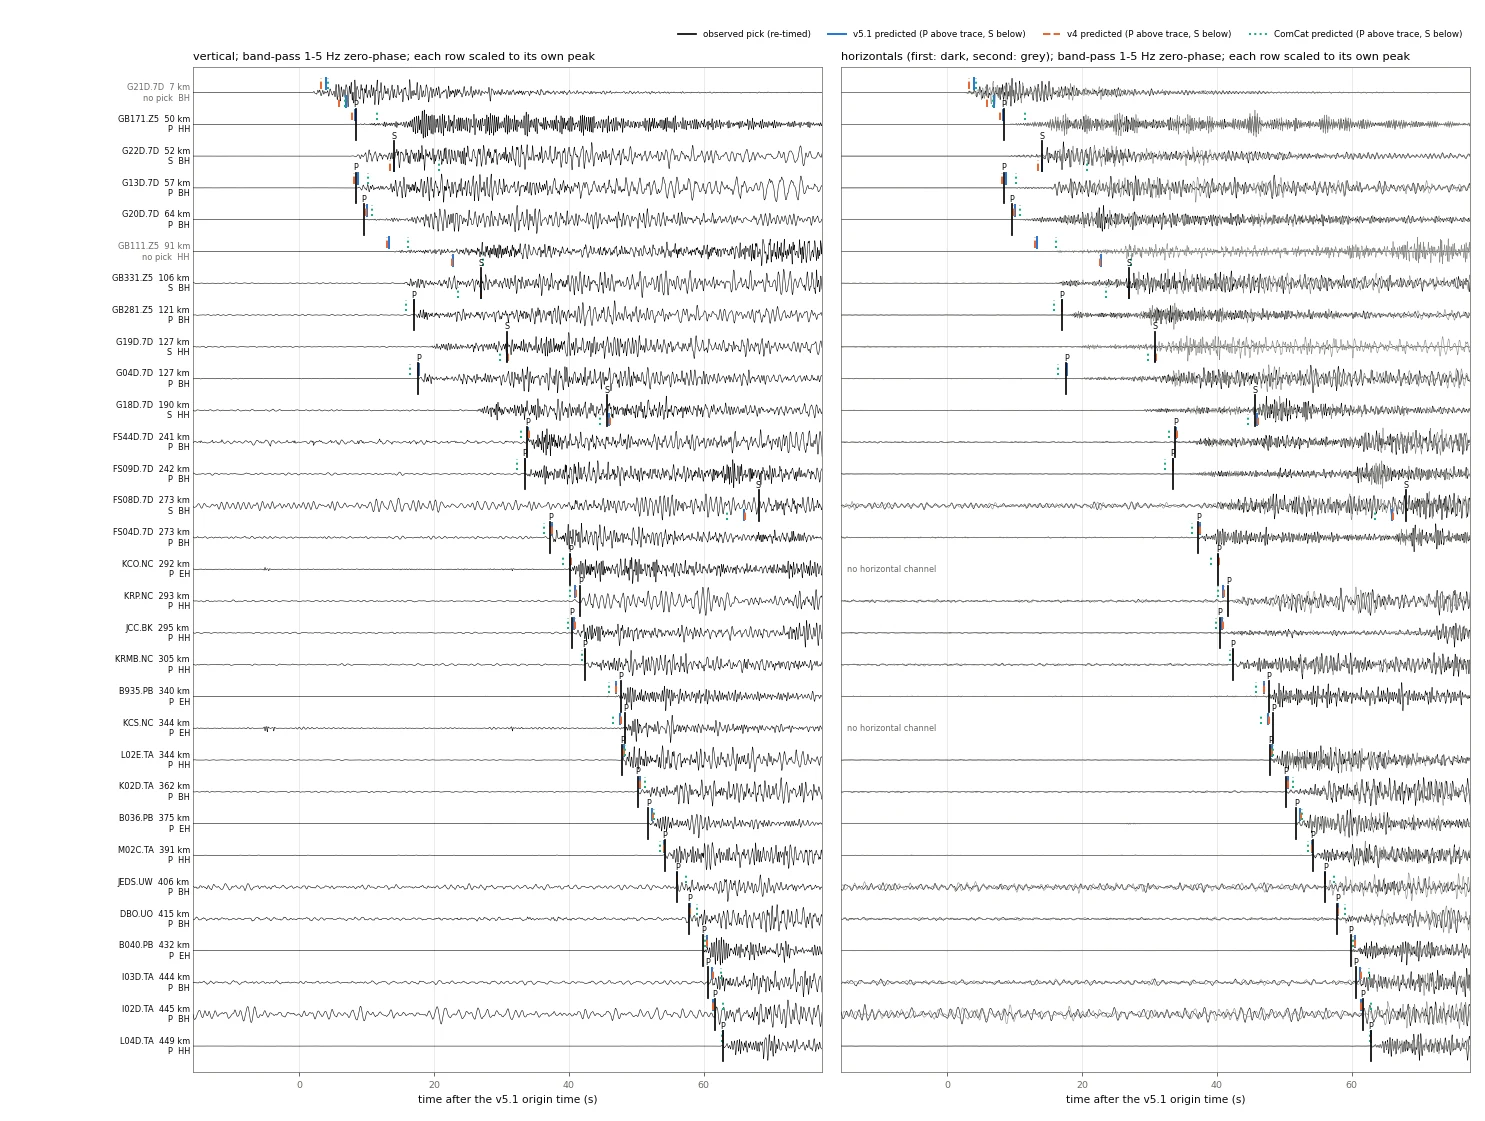 observed pick (re-timed)
v5.1 predicted (P above trace, S below)
v4 predicted (P above trace, S below)
ComCat predicted (P above trace, S below)
vertical; band-pass 1-5 Hz zero-phase; each row scaled to its own peak
horizontals (first: dark, second: grey); band-pass 1-5 Hz zero-phase; each row scaled to its own peak
G21D.7D 7 km
no pick BH
GB171.Z5 50 km
P HH
G22D.7D 52 km
S BH
G13D.7D 57 km
P BH
G20D.7D 64 km
P BH
GB111.Z5 91 km
no pick HH
GB331.Z5 106 km
S BH
GB281.Z5 121 km
P BH
G19D.7D 127 km
S HH
G04D.7D 127 km
P BH
G18D.7D 190 km
S HH
FS44D.7D 241 km
P BH
FS09D.7D 242 km
P BH
FS08D.7D 273 km
S BH
FS04D.7D 273 km
P BH
KCO.NC 292 km
P EH
no horizontal channel
KRP.NC 293 km
P HH
JCC.BK 295 km
P HH
KRMB.NC 305 km
P HH
B935.PB 340 km
P EH
KCS.NC 344 km
P EH
no horizontal channel
L02E.TA 344 km
P HH
K02D.TA 362 km
P BH
B036.PB 375 km
P EH
M02C.TA 391 km
P HH
JEDS.UW 406 km
P BH
DBO.UO 415 km
P BH
B040.PB 432 km
P EH
I03D.TA 444 km
P BH
I02D.TA 445 km
P BH
L04D.TA 449 km
P HH
0 20 40 60
0 20 40 60
time after the v5.1 origin time (s)
time after the v5.1 origin time (s)